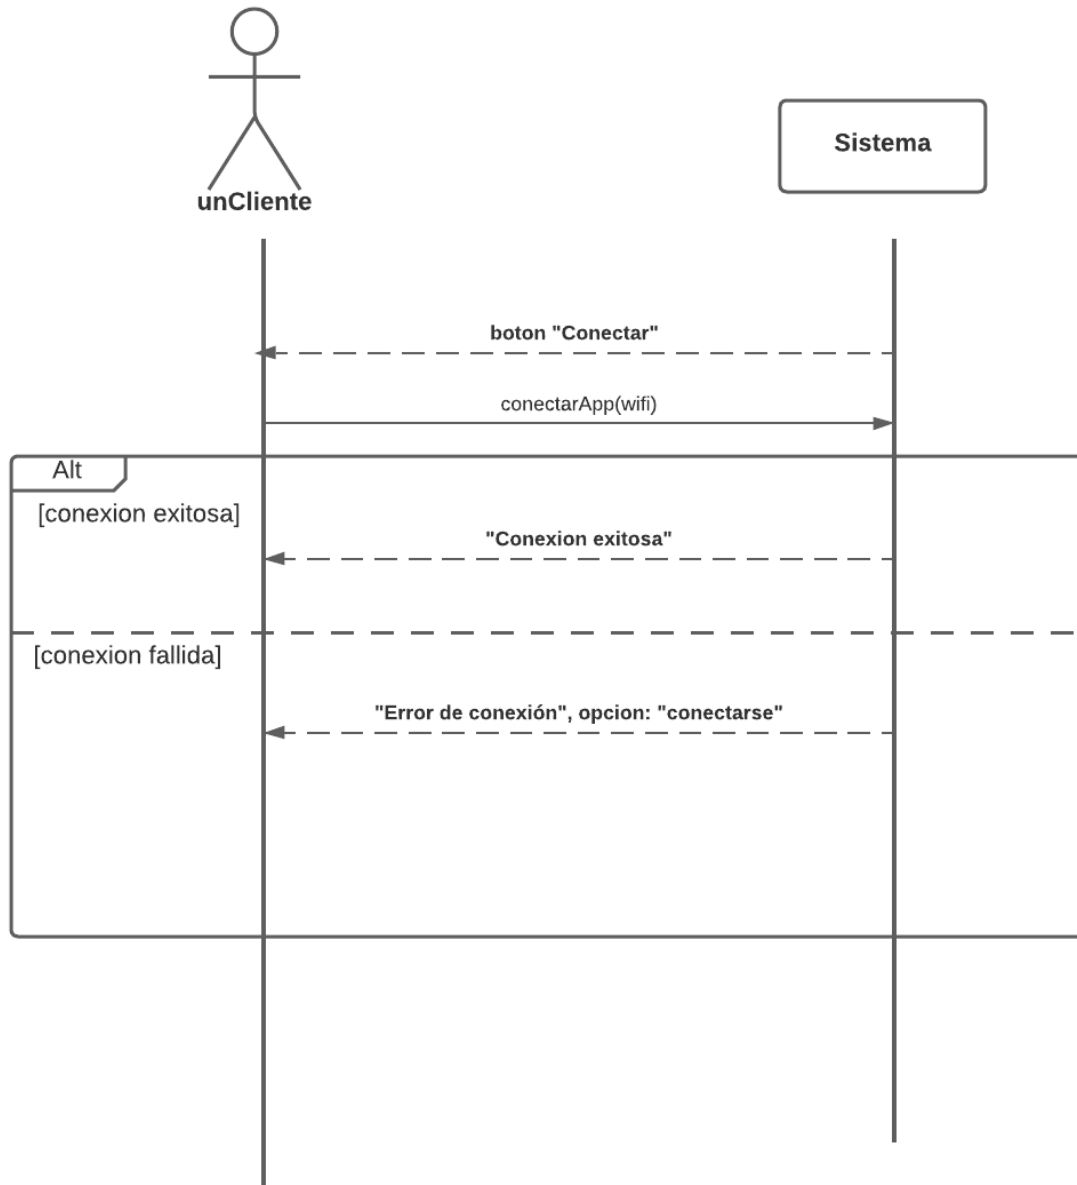 unCliente
Sistema
boton "Conectar"
conectarApp(wifi)
Alt
[conexion exitosa]
"Conexion exitosa"
[conexion fallida]
"Error de conexión", opcion: "conectarse"